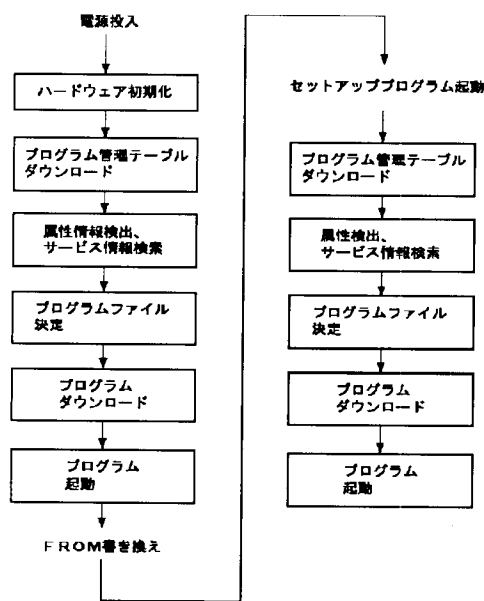 電源投入
ハードウェア初期化
プログラム管理テーブル
ダウンロード
属性情報検出、
サービス情報検索
プログラムファイル
決定
プログラム
ダウンロード
プログラム
起動
FROM書き換え
セットアッププログラム起動
プログラム管理テーブル
ダウンロード
属性検出、
サービス情報検索
プログラムファイル
決定
プログラム
ダウンロード
プログラム
起動